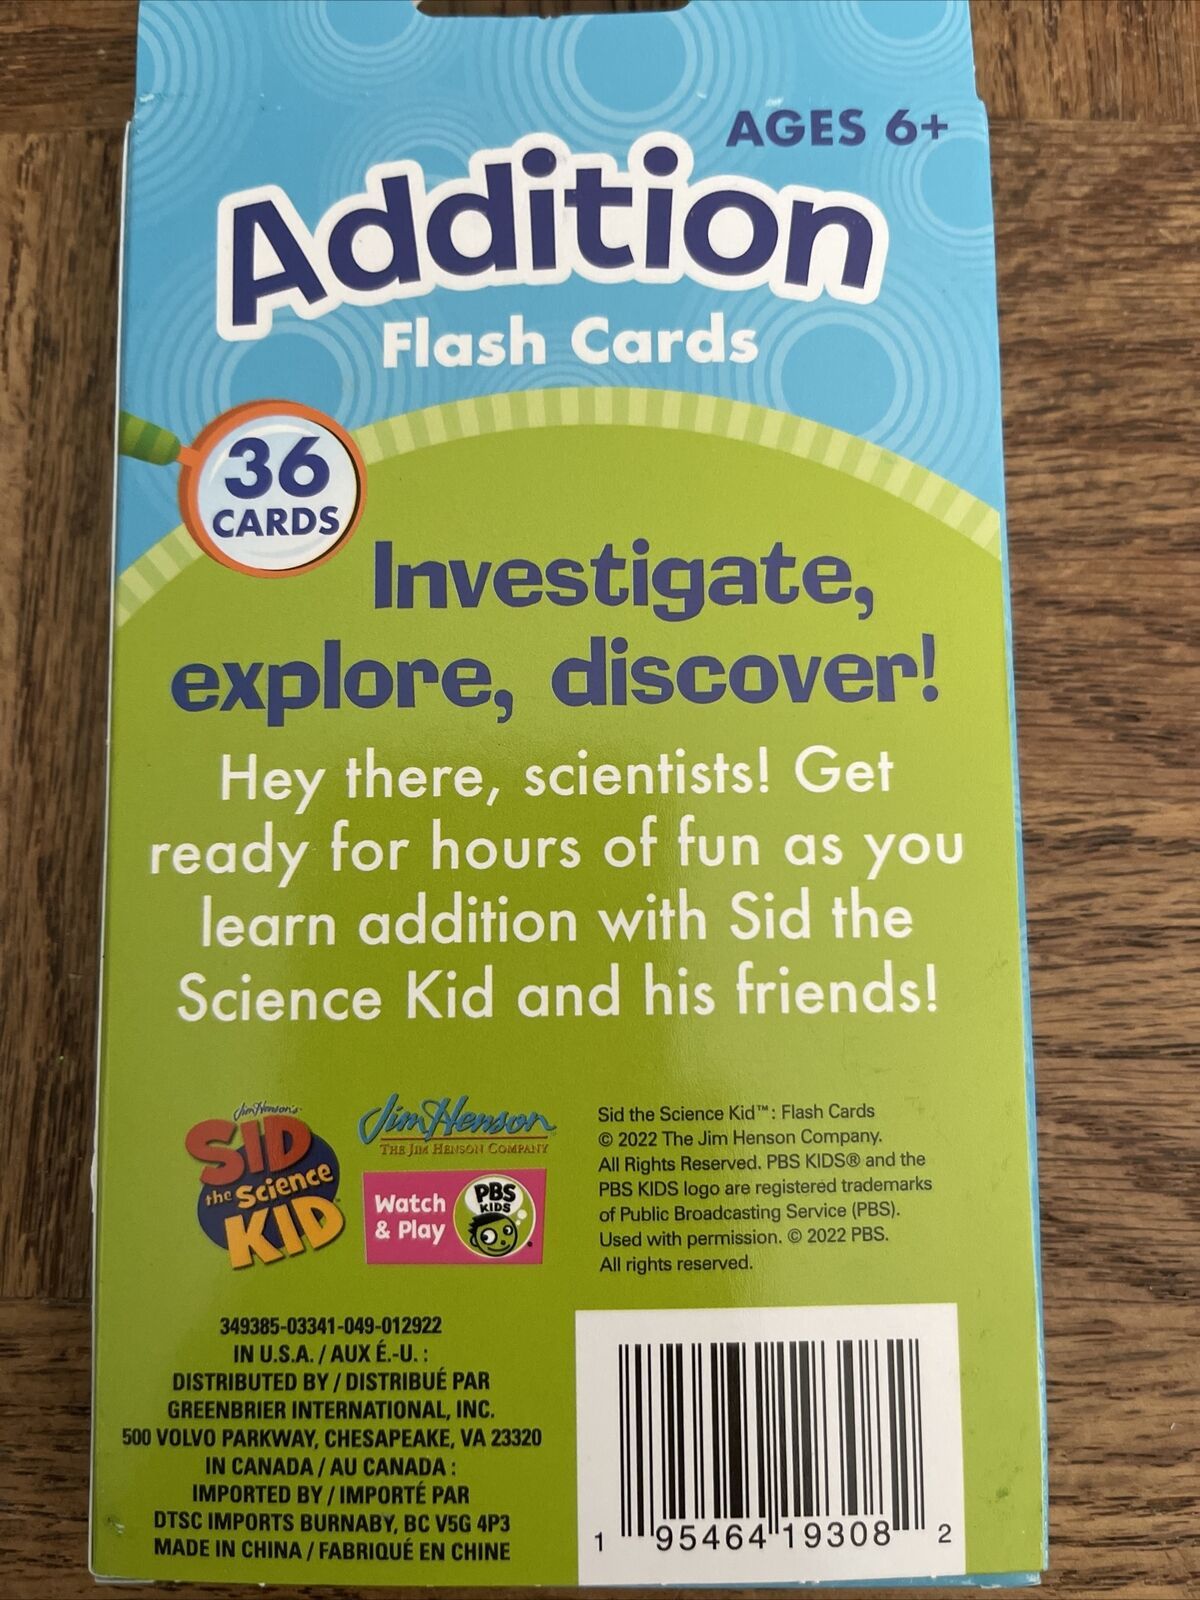 AGES 6+
Addition
Flash Cards
36
CARDS
Investigate,
explore, discover!
Hey there, scientists! Get
ready for hours of fun as you
learn addition with Sid the
Science Kid and his friends!
Jim Henson's
SID
the Science
KID™
Jim Henson
THE JIM HENSON COMPANY
Watch
& Play
PBS
KIDS
Sid the Science Kid™: Flash Cards
© 2022 The Jim Henson Company.
All Rights Reserved. PBS KIDS® and the
PBS KIDS logo are registered trademarks
of Public Broadcasting Service (PBS).
Used with permission. © 2022 PBS.
All rights reserved.
349385-03341-049-012922
IN U.S.A. / AUX É.-U. :
DISTRIBUTED BY / DISTRIBUÉ PAR
GREENBRIER INTERNATIONAL, INC.
500 VOLVO PARKWAY, CHESAPEAKE, VA 23320
IN CANADA / AU CANADA :
IMPORTED BY / IMPORTÉ PAR
DTSC IMPORTS BURNABY, BC V5G 4P3
MADE IN CHINA / FABRIQUÉ EN CHINE
1 95464 19308 2